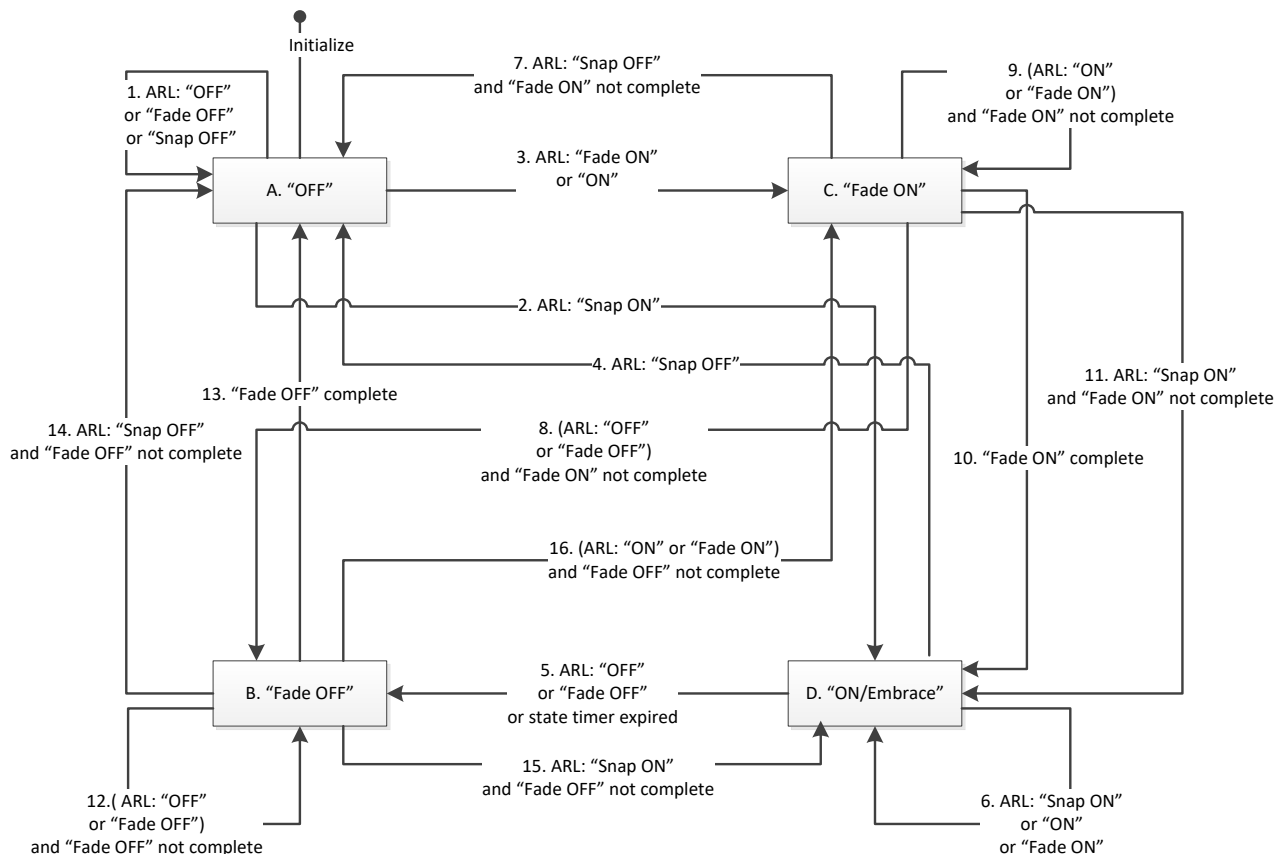 Initialize
7. ARL: “Snap OFF”
and “Fade ON” not complete
9. (ARL: “ON”
or “Fade ON”)
and “Fade ON” not complete
1. ARL: “OFF”
or “Fade OFF”
or “Snap OFF”
3. ARL: “Fade ON”
or “ON”
A. “OFF”
C. “Fade ON”
2. ARL: “Snap ON”
4. ARL: “Snap OFF”
11. ARL: “Snap ON”
and “Fade ON” not complete
13. “Fade OFF” complete
14. ARL: “Snap OFF”
and “Fade OFF” not complete
8. (ARL: “OFF”
or “Fade OFF”)
and “Fade ON” not complete
10. “Fade ON” complete
16. (ARL: “ON” or “Fade ON”)
and “Fade OFF” not complete
B. “Fade OFF”
5. ARL: “OFF”
or “Fade OFF”
or state timer expired
D. “ON/Embrace”
15. ARL: “Snap ON”
and “Fade OFF” not complete
12.( ARL: “OFF”
or “Fade OFF”)
and “Fade OFF” not complete
6. ARL: “Snap ON”
or “ON”
or “Fade ON”